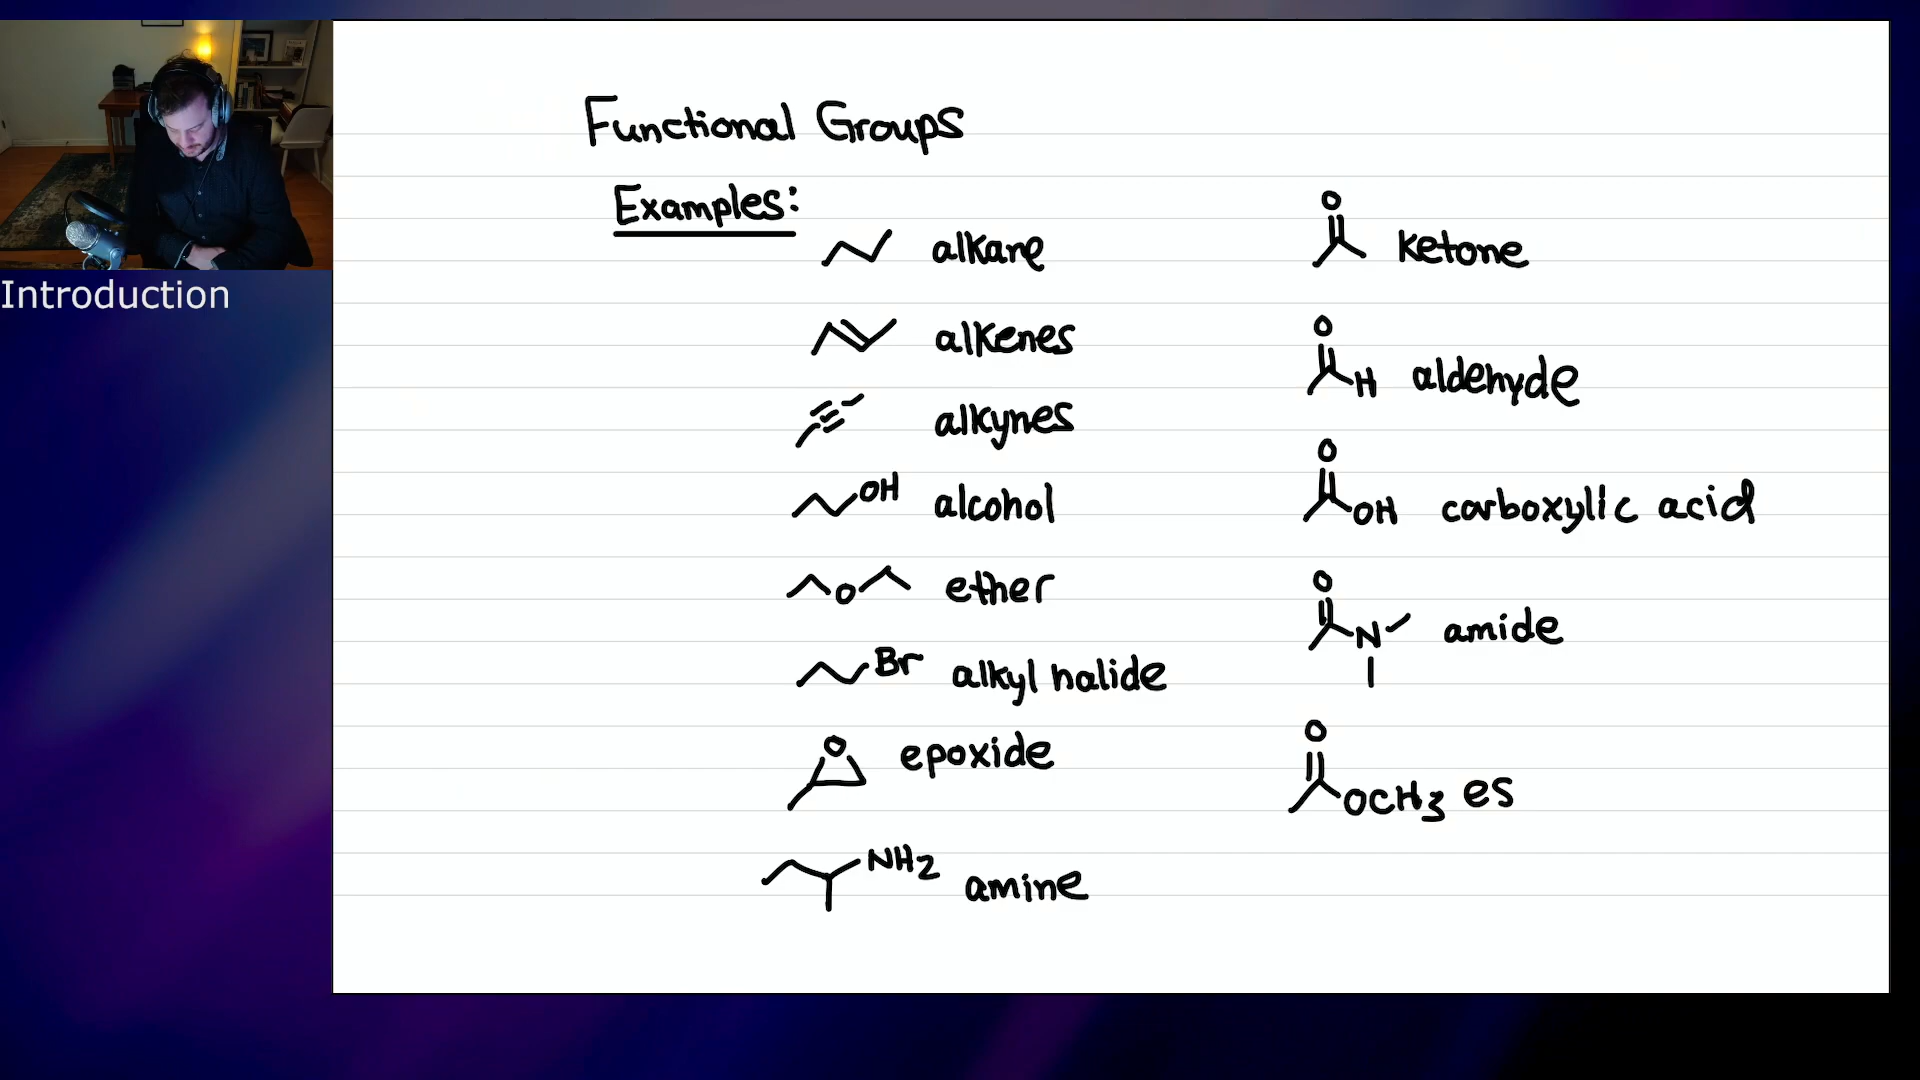 Introduction
Functional Groups
Examples:
alkane
alkenes
alkynes
OH alcohol
O ether
Br alkyl halide
O epoxide
NH2 amine
O
ketone
O
H aldehyde
O
OH carboxylic acid
O
N amide
O
OCH3 es